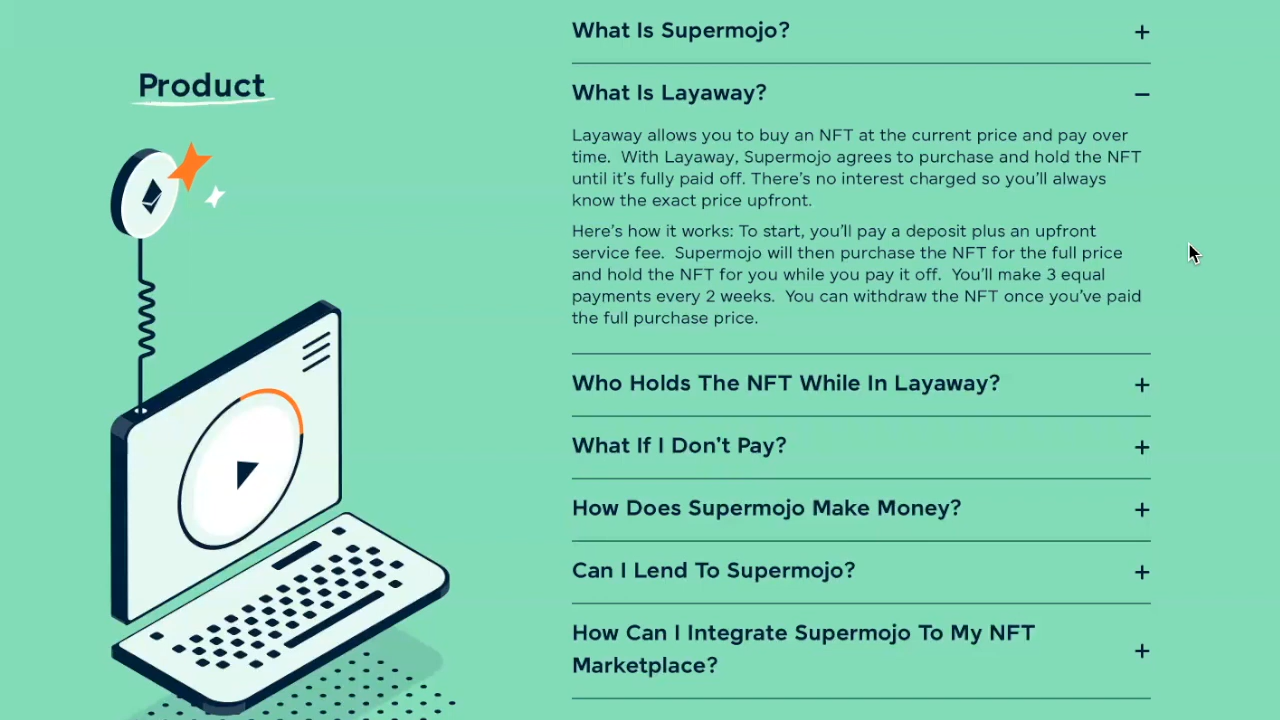 Product
What Is Supermojo?
What Is Layaway?
Layaway allows you to buy an NFT at the current price and pay over
time.  With Layaway, Supermojo agrees to purchase and hold the NFT
until it's fully paid off. There's no interest charged so you'll always
know the exact price upfront.
Here's how it works: To start, you'll pay a deposit plus an upfront
service fee.  Supermojo will then purchase the NFT for the full price
and hold the NFT for you while you pay it off.  You'll make 3 equal
payments every 2 weeks.  You can withdraw the NFT once you've paid
the full purchase price.
Who Holds The NFT While In Layaway?
What If I Don't Pay?
How Does Supermojo Make Money?
Can I Lend To Supermojo?
How Can I Integrate Supermojo To My NFT
Marketplace?